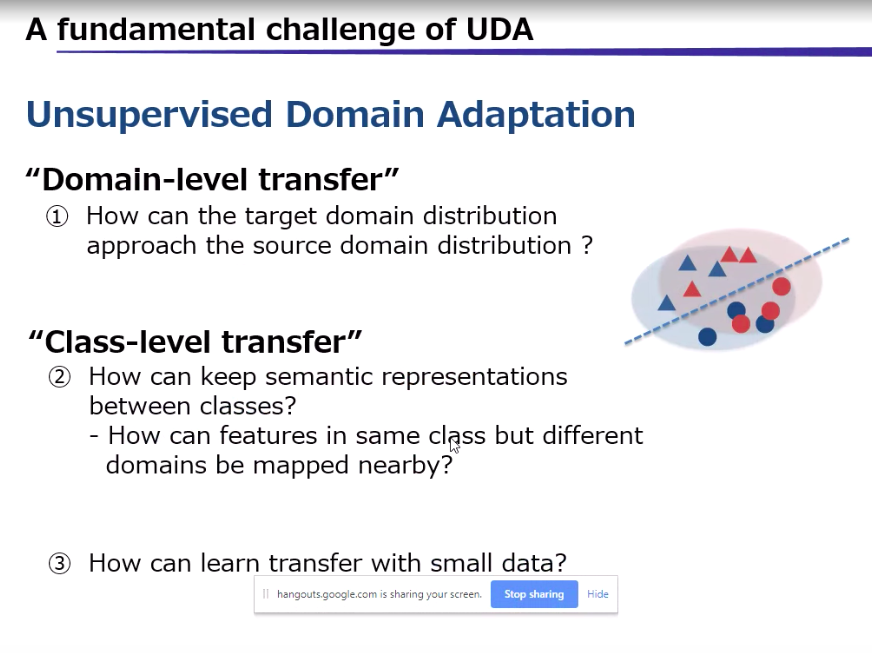 A fundamental challenge of UDA
Unsupervised Domain Adaptation
“Domain-level transfer”
① How can the target domain distribution
approach the source domain distribution ?
“Class-level transfer”
② How can keep semantic representations
between classes?
- How can features in same class but different
domains be mapped nearby?
③ How can learn transfer with small data?
hangouts.google.com is sharing your screen. Stop sharing Hide